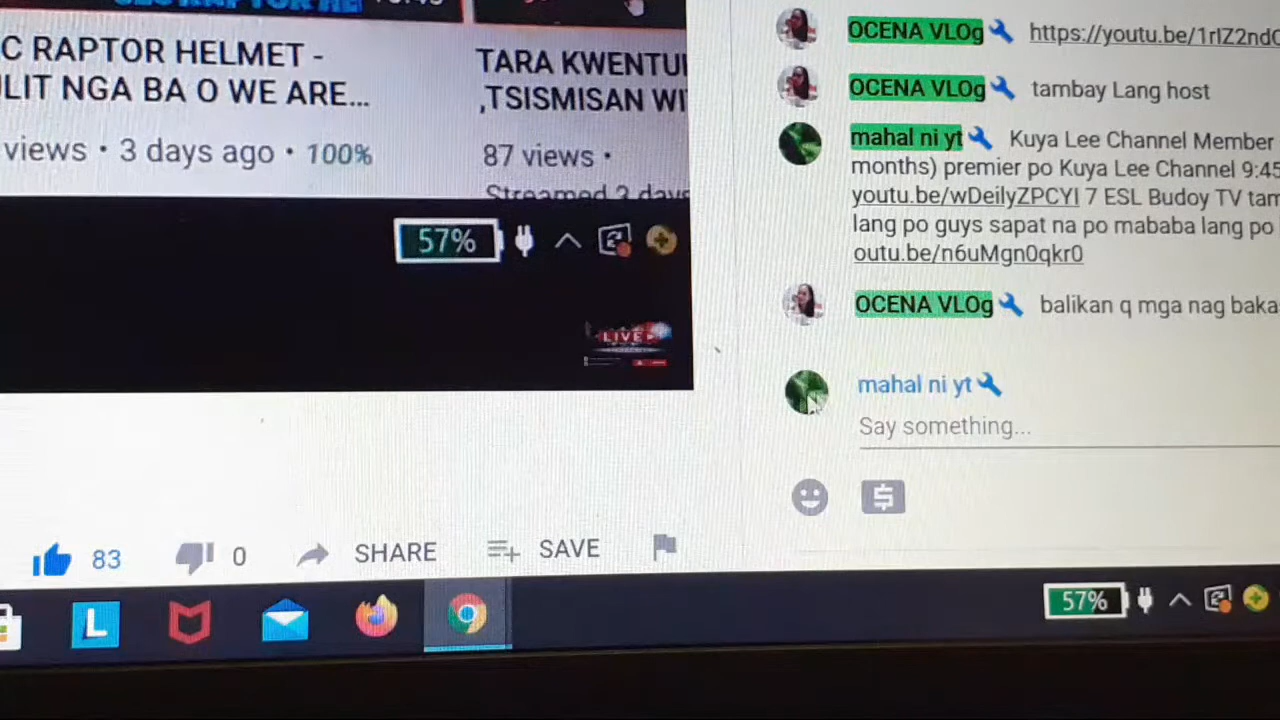 C RAPTOR HELMET -
LIT NGA BA O WE ARE...
views • 3 days ago • 100%
TARA KWENTU
,TSISMISAN WI
87 views •
Streamed 3 days
57%
LIVE
OCENA VLOg https://youtu.be/1rIZ2nd
OCENA VLOg tambay Lang host
mahal ni yt Kuya Lee Channel Member
months) premier po Kuya Lee Channel 9:45
youtu.be/wDeilyZPCYI 7 ESL Budoy TV tam
lang po guys sapat na po mababa lang po
outu.be/n6uMgn0qkr0
OCENA VLOg balikan q mga nag baka
mahal ni yt
Say something...
83 0 SHARE SAVE
L
57%